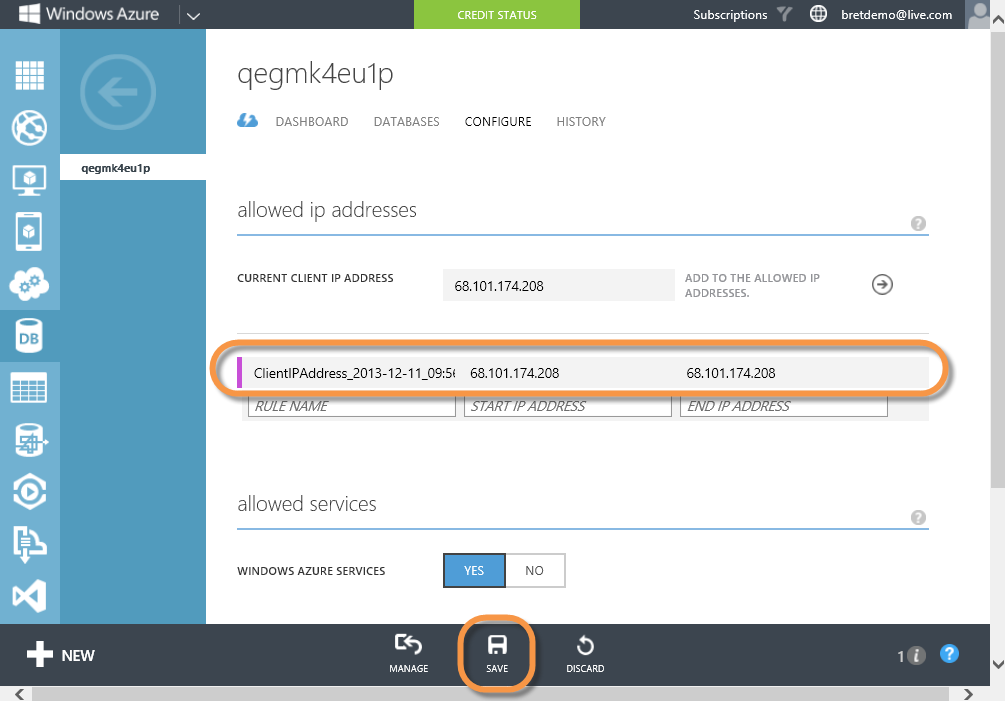 Windows Azure
CREDIT STATUS
Subscriptions
bretdemo@live.com
qegmk4eu1p
DASHBOARD DATABASES CONFIGURE HISTORY
qegmk4eu1p
allowed ip addresses
?
CURRENT CLIENT IP ADDRESS
68.101.174.208
ADD TO THE ALLOWED IP
ADDRESSES.
ClientIPAddress_2013-12-11_09:56 68.101.174.208 68.101.174.208
RULE NAME START IP ADDRESS END IP ADDRESS
DB
allowed services
?
WINDOWS AZURE SERVICES YES NO
NEW
MANAGE SAVE DISCARD
1 i ?